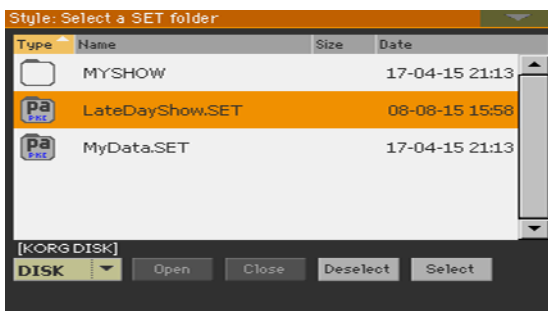 Style: Select a SET folder
Type Name Size Date
MYSHOW 17-04-15 21:13
Pa PKG LateDayShow.SET 08-08-15 15:58
Pa PKG MyData.SET 17-04-15 21:13
[KORG DISK]
DISK Open Close Deselect Select